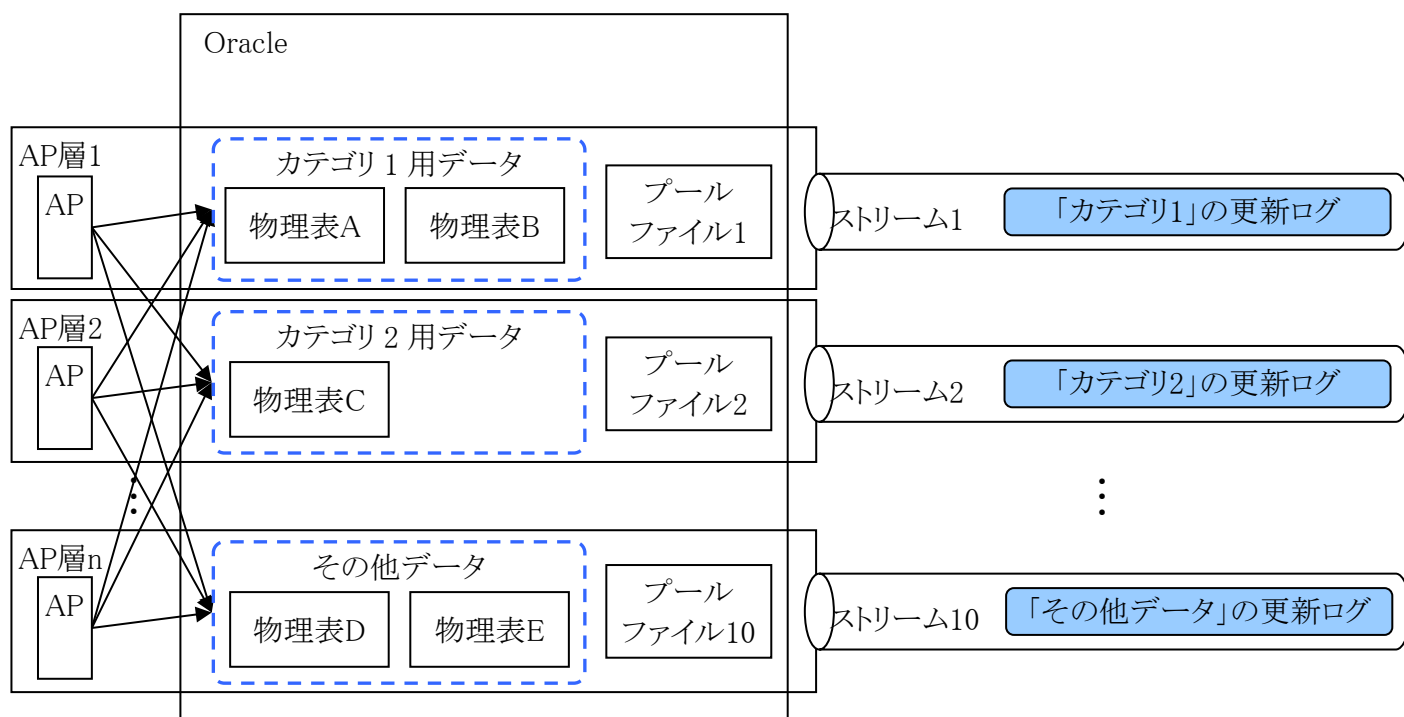 Oracle
AP層1
AP
カテゴリ 1 用データ
物理表A
物理表B
プール
ファイル1
ストリーム1
「カテゴリ1」の更新ログ
AP層2
AP
カテゴリ 2 用データ
物理表C
プール
ファイル2
ストリーム2
「カテゴリ2」の更新ログ
AP層n
AP
その他データ
物理表D
物理表E
プール
ファイル10
ストリーム10
「その他データ」の更新ログ